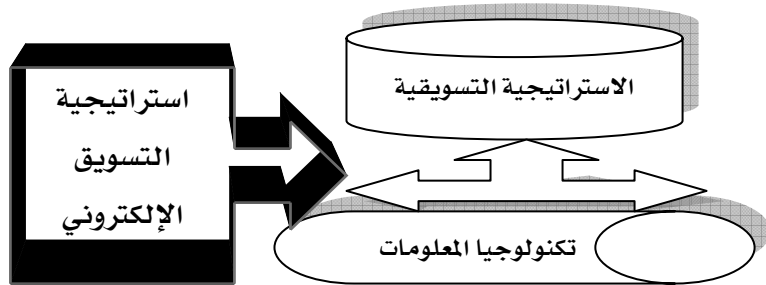 استراتيجية
التسويق
الإلكتروني
الاستراتيجية التسويقية
تكنولوجيا المعلومات